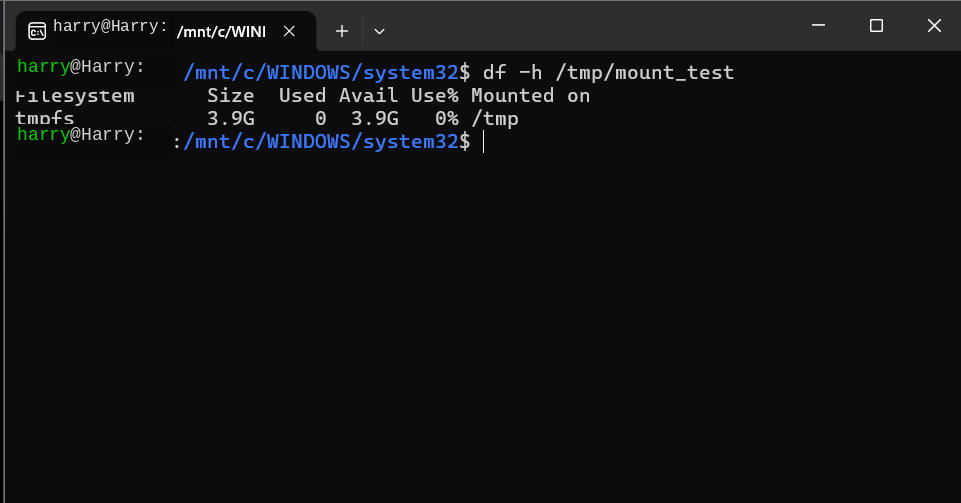 harry@Harry: /mnt/c/WINI
harry@Harry: /mnt/c/WINDOWS/system32$ df -h /tmp/mount_test
Filesystem      Size  Used Avail Use% Mounted on
tmpfs           3.9G     0  3.9G   0% /tmp
harry@Harry: :/mnt/c/WINDOWS/system32$